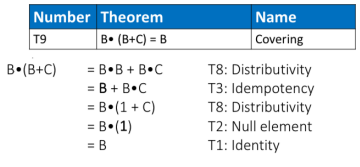 Number Theorem Name
T9 B• (B+C) = B Covering
B•(B+C) = B•B + B•C T8: Distributivity
= B + B•C T3: Idempotency
= B•(1 + C) T8: Distributivity
= B•(1) T2: Null element
= B T1: Identity